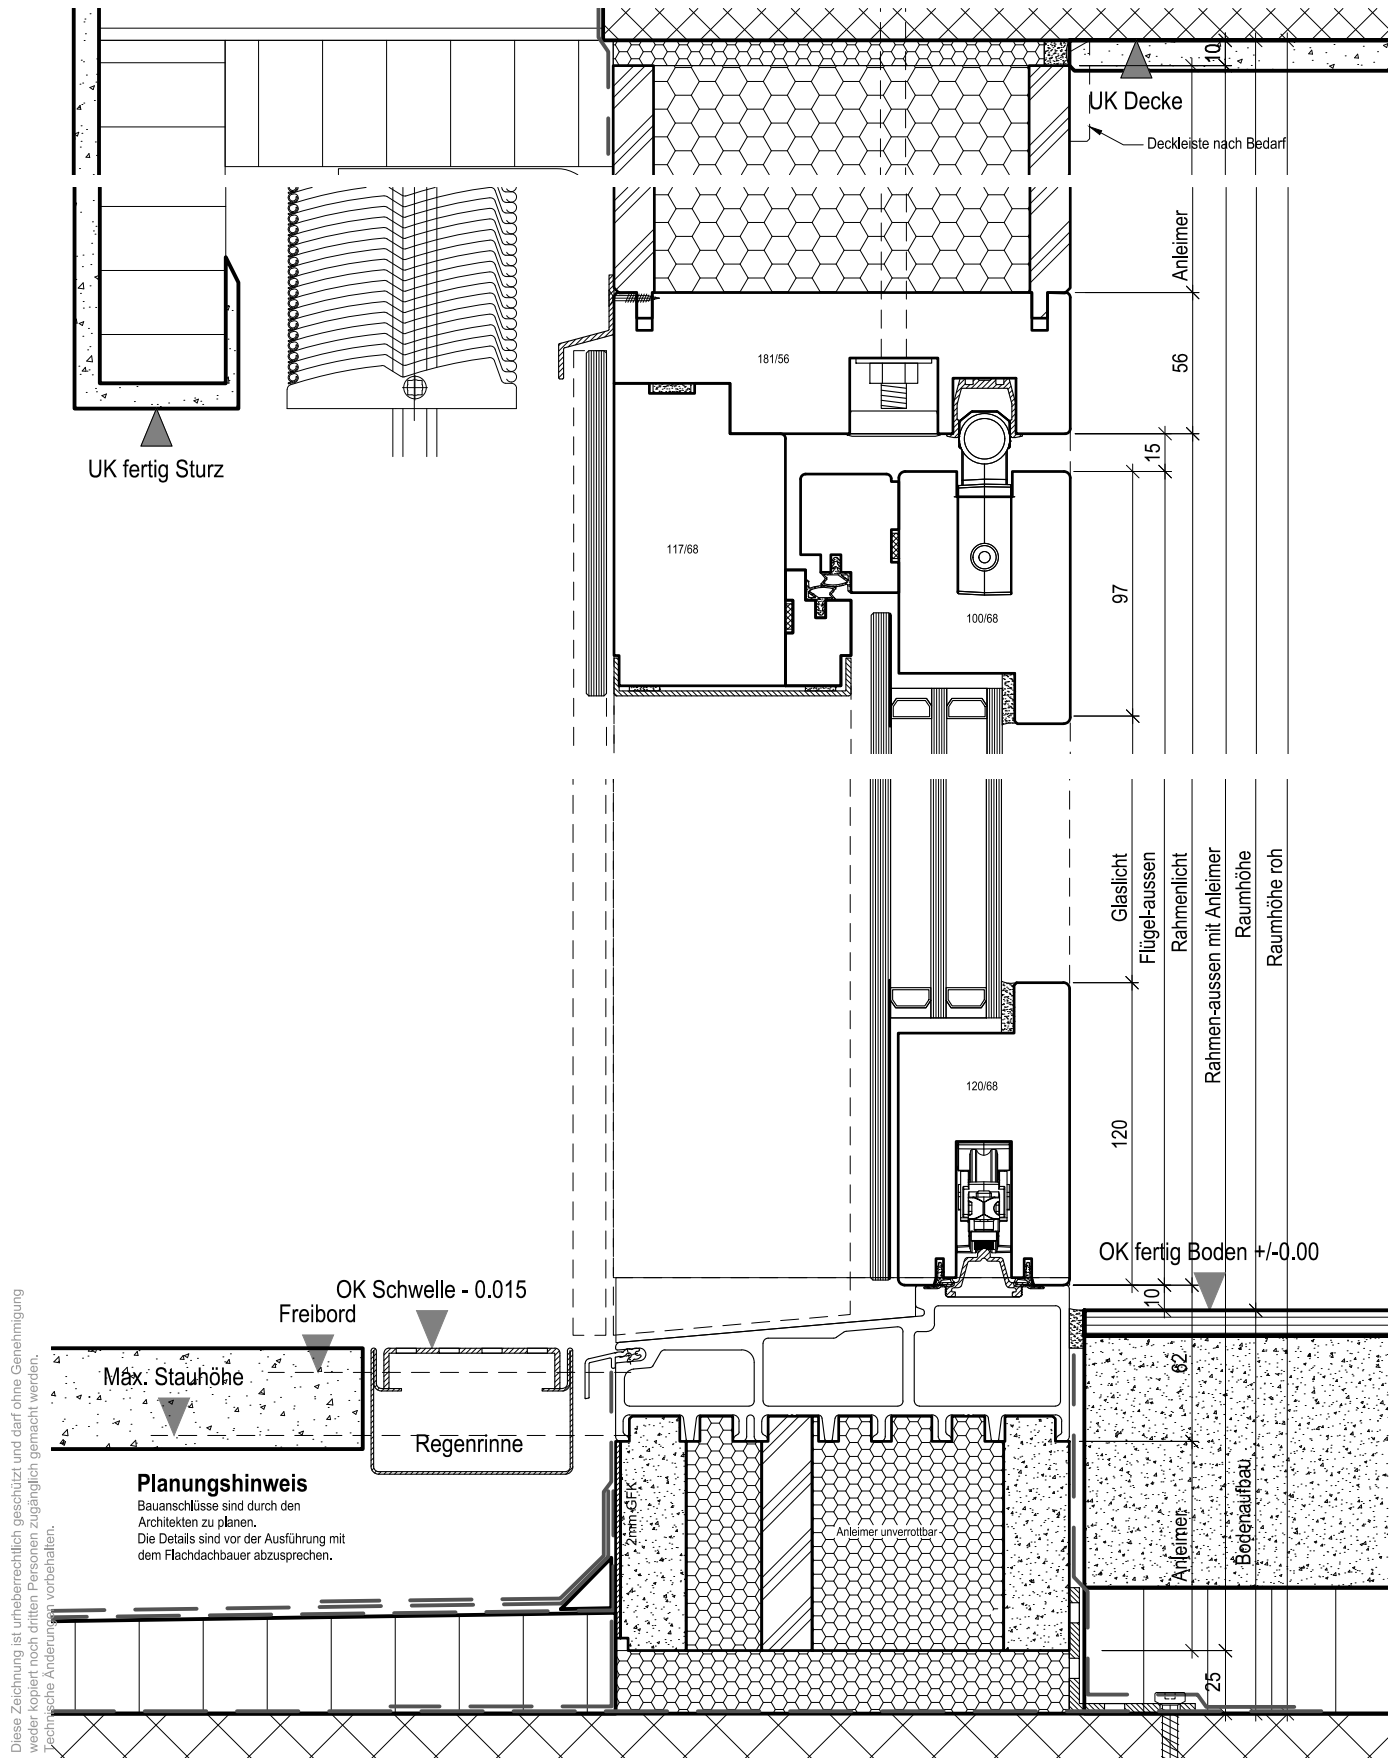 10
UK Decke
Deckleiste nach Bedarf
Anleimer
181/56
56
UK fertig Sturz
15
117/68
97
100/68
Glaslicht
Flügel-aussen
Rahmenlicht
Rahmen-aussen mit Anleimer
Raumhöhe
Raumhöhe roh
120/68
120
OK fertig Boden +/-0.00
OK Schwelle - 0.015
Freibord
10
Max. Stauhöhe
62
Regenrinne
Planungshinweis
Bauanschlüsse sind durch den
Architekten zu planen.
Die Details sind vor der Ausführung mit
dem Flachdachbauer abzusprechen.
2mm GFK
Anleimer unverrottbar
Anleimer
Bodenaufbau
25
Diese Zeichnung ist urheberrechtlich geschützt und darf ohne Genehmigung
weder kopiert noch dritten Personen zugänglich gemacht werden.
Technische Änderungen vorbehalten.